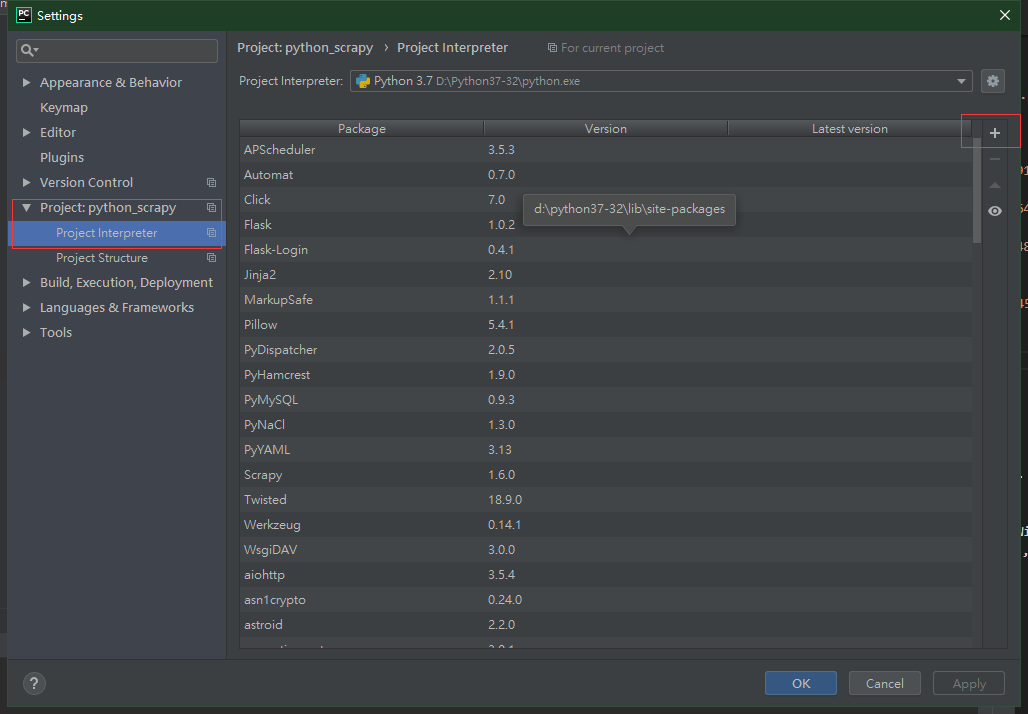 PC Settings
Project: python_scrapy › Project Interpreter For current project
Project Interpreter: Python 3.7 D:\Python37-32\python.exe
Appearance & Behavior
Keymap
Editor
Plugins
Version Control
Project: python_scrapy
Project Interpreter
Project Structure
Build, Execution, Deployment
Languages & Frameworks
Tools
Package Version Latest version
APScheduler 3.5.3
Automat 0.7.0
Click 7.0
d:\python37-32\lib\site-packages
Flask 1.0.2
Flask-Login 0.4.1
Jinja2 2.10
MarkupSafe 1.1.1
Pillow 5.4.1
PyDispatcher 2.0.5
PyHamcrest 1.9.0
PyMySQL 0.9.3
PyNaCl 1.3.0
PyYAML 3.13
Scrapy 1.6.0
Twisted 18.9.0
Werkzeug 0.14.1
WsgiDAV 3.0.0
aiohttp 3.5.4
asn1crypto 0.24.0
astroid 2.2.0
? OK Cancel Apply